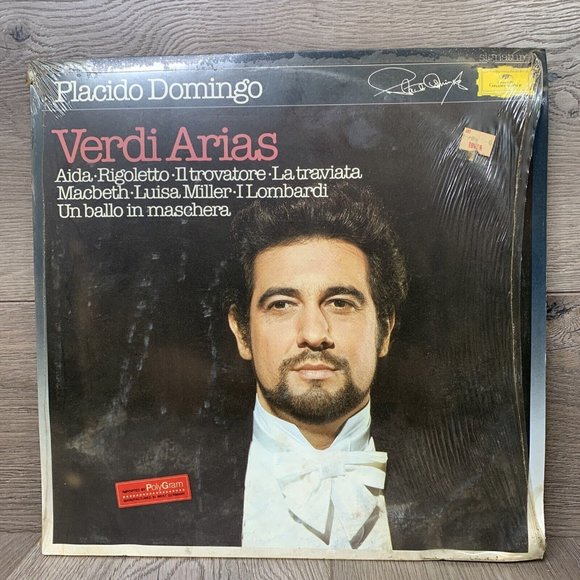 Placido Domingo
Verdi Arias
Aida·Rigoletto·Il trovatore·La traviata
Macbeth·Luisa Miller·I Lombardi
Un ballo in maschera
PolyGram